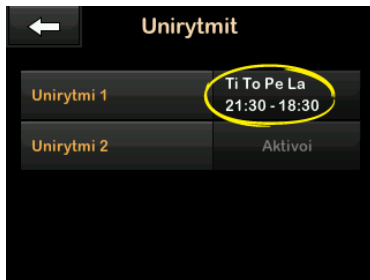 Unirytmit
Unirytmi 1
Ti To Pe La
21:30 - 18:30
Unirytmi 2
Aktivoi